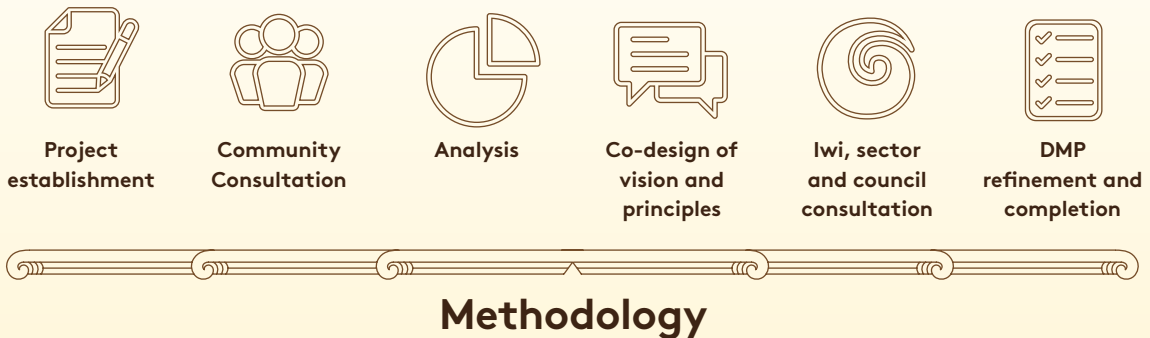 Project
establishment
Community
Consultation
Analysis
Co-design of
vision and
principles
Iwi, sector
and council
consultation
DMP
refinement and
completion
Methodology